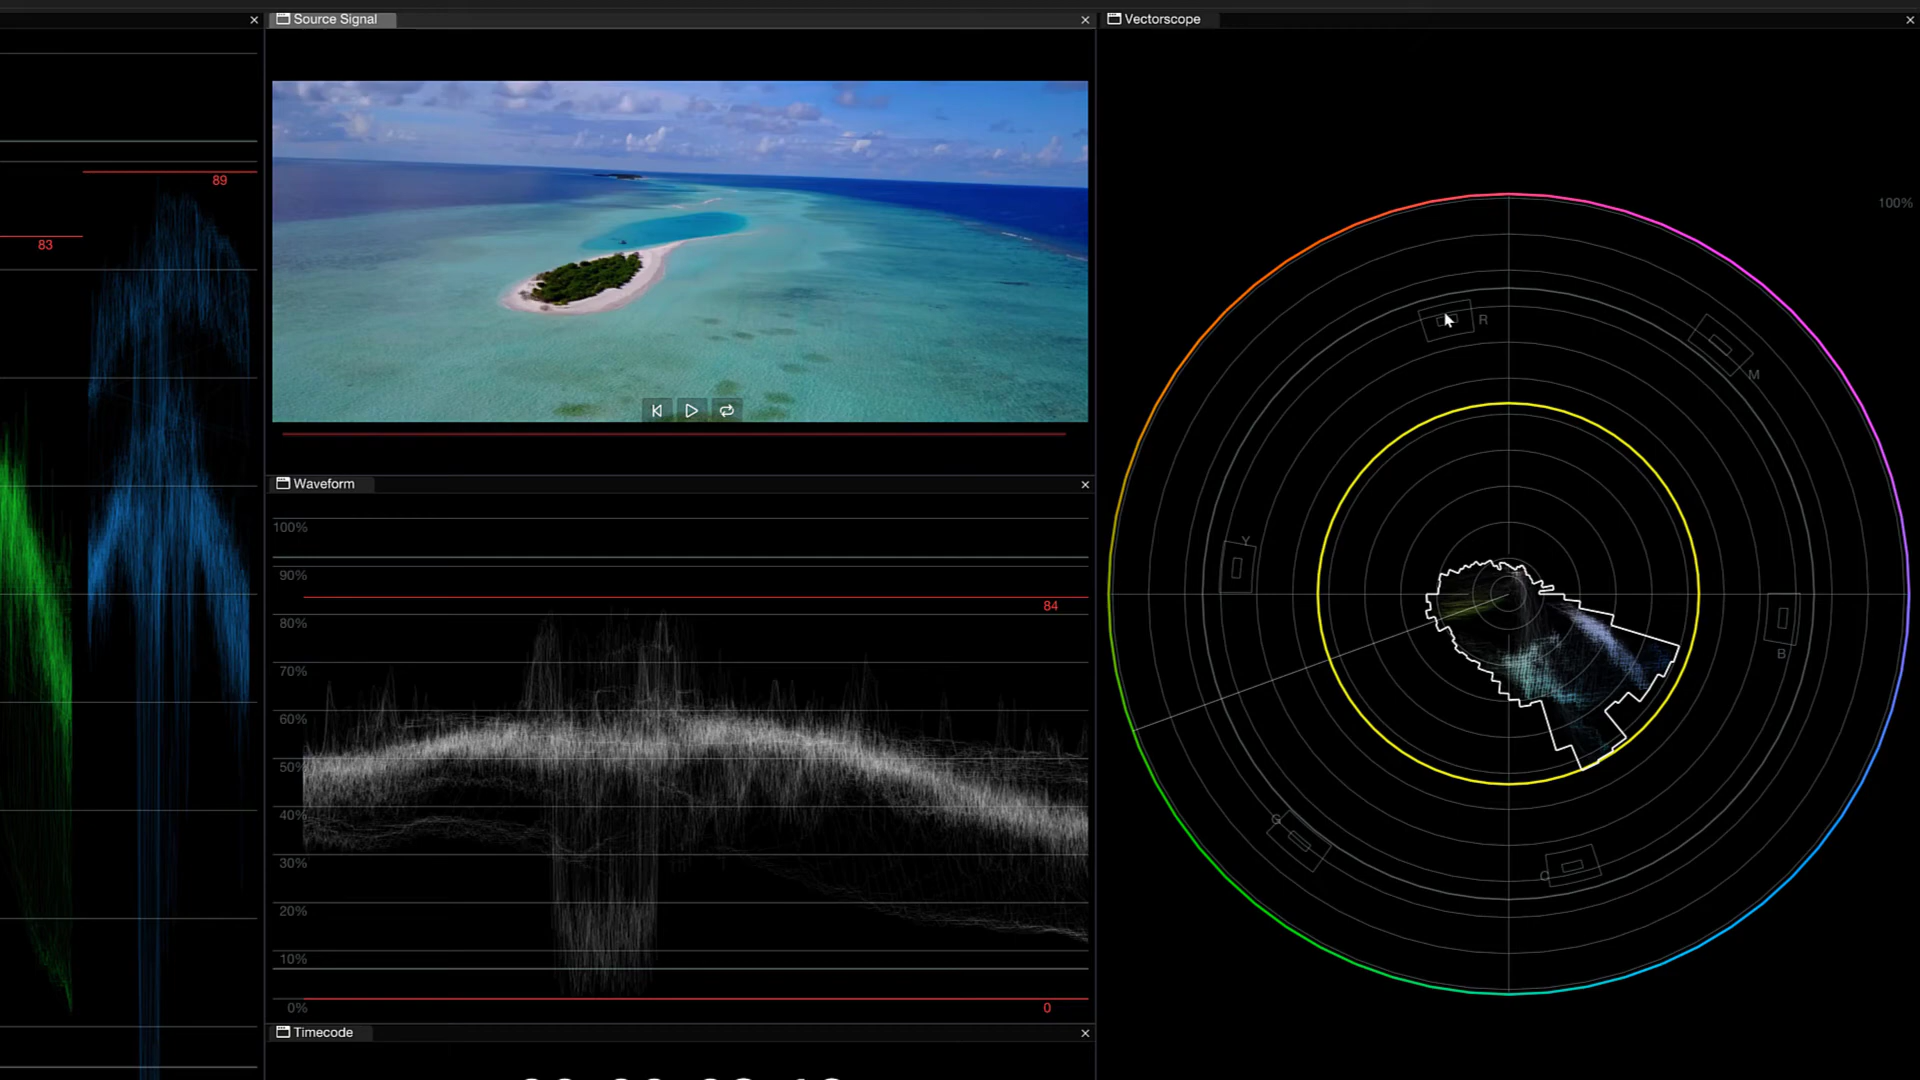 Source Signal
Vectorscope
89
83
100%
R
M
Y
B
G
C
84
0
Waveform
100%
90%
80%
70%
60%
50%
40%
30%
20%
10%
0%
Timecode